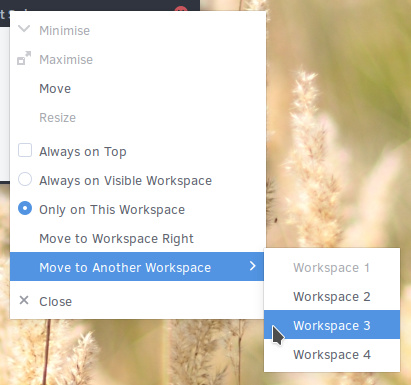 Minimise
Maximise
Move
Resize
Always on Top
Always on Visible Workspace
Only on This Workspace
Move to Workspace Right
Move to Another Workspace
Close
Workspace 1
Workspace 2
Workspace 3
Workspace 4